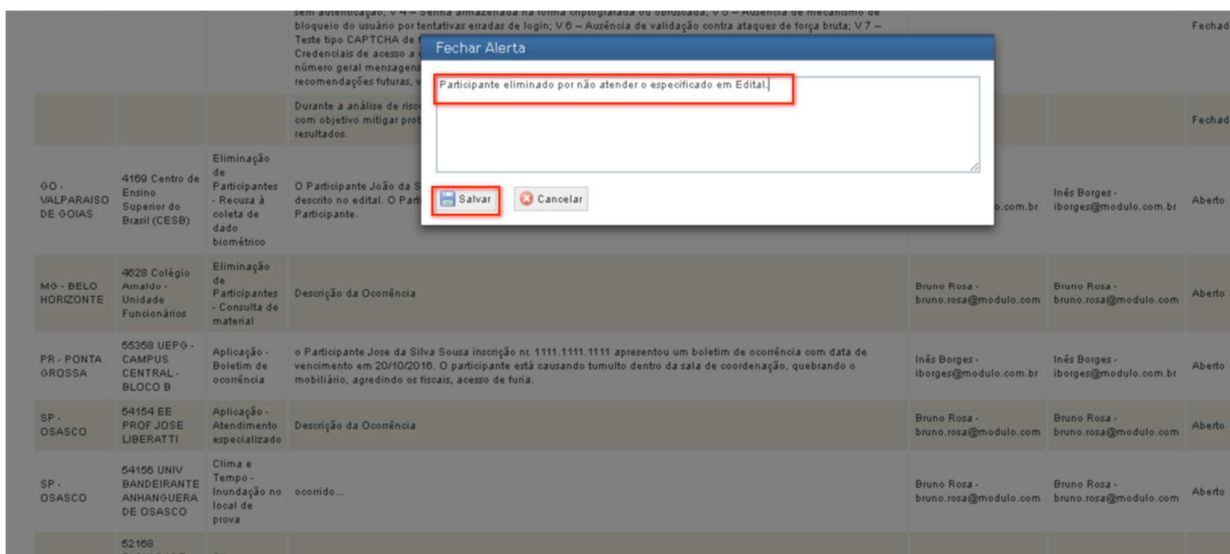 sem autenticação; V 4 – Senha armazenada na forma criptografada ou obfuscada; V 5 – Ausência de mecanismo de
bloqueio do usuário por tentativas erradas de login; V 6 – Ausência de validação contra ataques de força bruta; V 7 –
Teste tipo CAPTCHA de
Credenciais de acesso a
número geral mensagens
recomendações futuras, v
Fechad
Fechar Alerta
Participante eliminado por não atender o especificado em Edital.
Salvar
Cancelar
Durante a análise de risc
com objetivo mitigar prot
resultados.
Fechad
GO -
VALPARAISO
DE GOIAS
4169 Centro de
Ensino
Superior do
Brasil (CESB)
Eliminação
de
Participantes
- Recusa à
coleta de
dado
biométrico
O Participante João da S
descrito no edital. O Parti
Participante.
o.com.br
Inês Borges -
iborges@modulo.com.br
Aberto
MG - BELO
HORIZONTE
4628 Colégio
Arnaldo -
Unidade
Funcionários
Eliminação
de
Participantes
- Consulta de
material
Descrição da Ocorrência
Bruno Rosa -
bruno.rosa@modulo.com
Bruno Rosa -
bruno.rosa@modulo.com
Aberto
PR - PONTA
GROSSA
55358 UEPG -
CAMPUS
CENTRAL -
BLOCO B
Aplicação -
Boletim de
ocorrência
o Participante Jose da Silva Sousa inscrição nr. 1111.1111.1111 apresentou um boletim de ocorrência com data de
vencimento em 20/10/2016. O participante está causando tumulto dentro da sala de coordenação, quebrando o
mobiliário, agredindo os fiscais, acesso de furia.
Inês Borges -
iborges@modulo.com.br
Inês Borges -
iborges@modulo.com.br
Aberto
SP -
OSASCO
54154 EE
PROF JOSE
LIBERATTI
Aplicação -
Atendimento
especializado
Descrição da Ocorrência
Bruno Rosa -
bruno.rosa@modulo.com
Bruno Rosa -
bruno.rosa@modulo.com
Aberto
SP -
OSASCO
54156 UNIV
BANDEIRANTE
ANHANGUERA
DE OSASCO
Clima e
Tempo -
Inundação no
local de
prova
ocorrido...
Bruno Rosa -
bruno.rosa@modulo.com
Bruno Rosa -
bruno.rosa@modulo.com
Aberto
52168